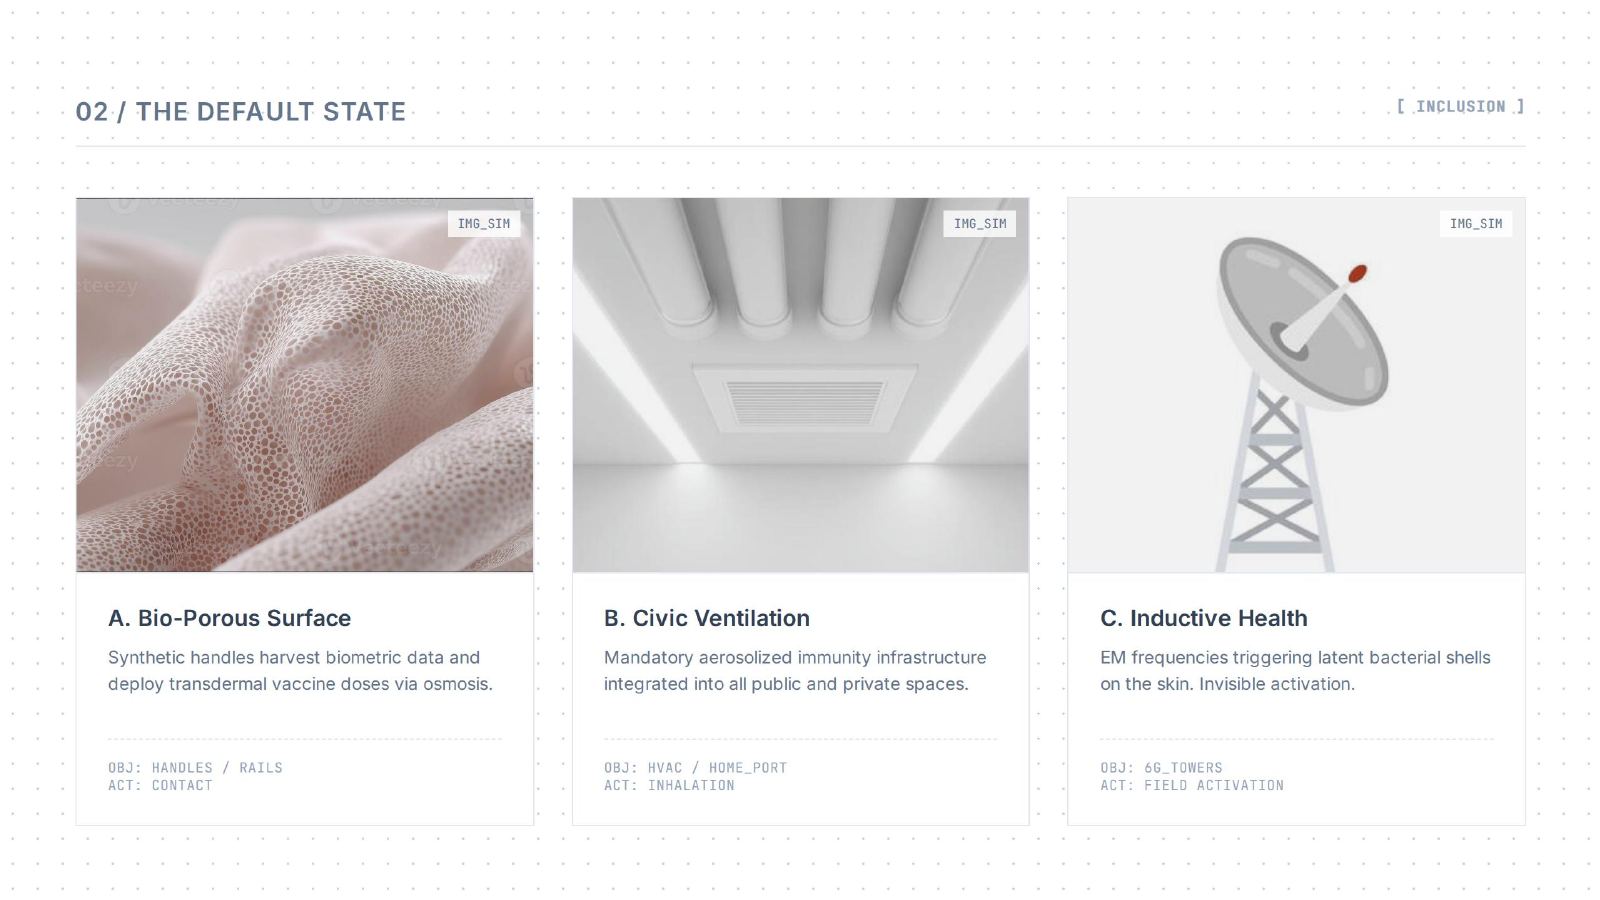 02 / THE DEFAULT STATE
[ INCLUSION ]
vecteezy
vecteezy
IMG_SIM
vecteezy
IMG_SIM
IMG_SIM
A. Bio-Porous Surface
Synthetic handles harvest biometric data and
deploy transdermal vaccine doses via osmosis.
OBJ: HANDLES / RAILS
ACT: CONTACT
B. Civic Ventilation
Mandatory aerosolized immunity infrastructure
integrated into all public and private spaces.
OBJ: HVAC / HOME_PORT
ACT: INHALATION
C. Inductive Health
EM frequencies triggering latent bacterial shells
on the skin. Invisible activation.
OBJ: 6G_TOWERS
ACT: FIELD ACTIVATION